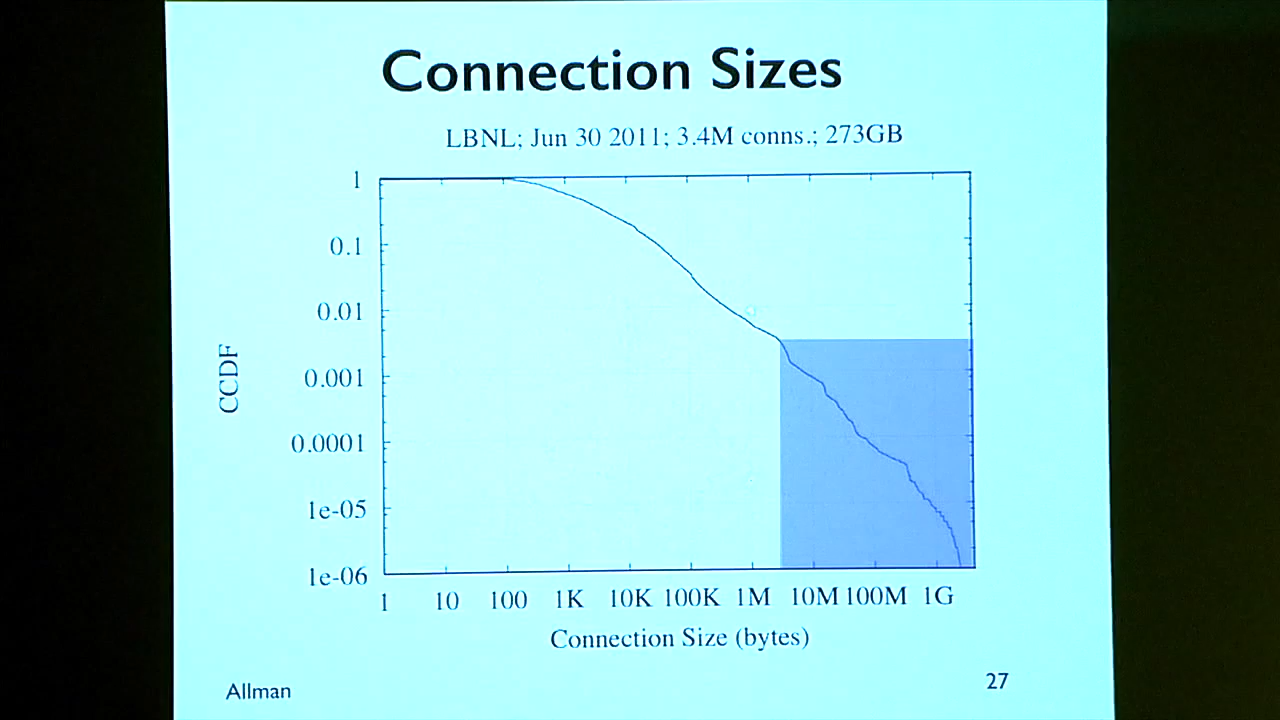 Connection Sizes
LBNL; Jun 30 2011; 3.4M conns.; 273GB
1
0.1
0.01
0.001
0.0001
1e-05
1e-06
CCDF
1 10 100 1K 10K 100K 1M 10M 100M 1G
Connection Size (bytes)
Allman
27